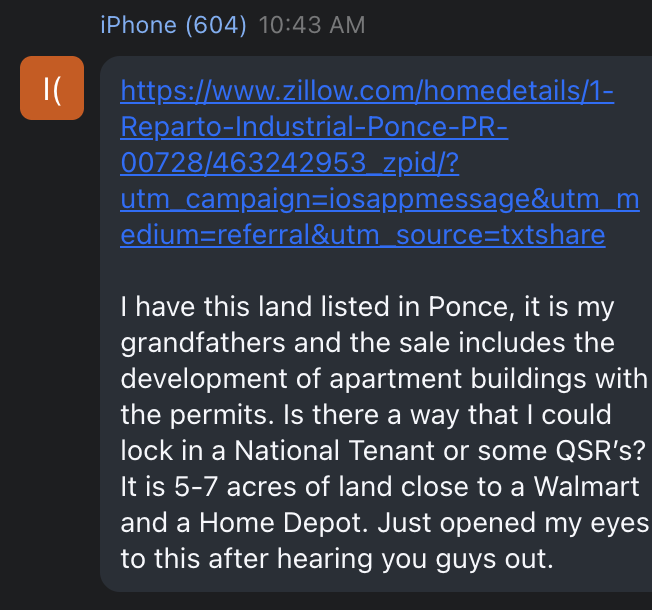 iPhone (604) 10:43 AM
I(
https://www.zillow.com/homedetails/1-
Reparto-Industrial-Ponce-PR-
00728/463242953_zpid/?
utm_campaign=iosappmessage&utm_m
edium=referral&utm_source=txtshare
I have this land listed in Ponce, it is my
grandfathers and the sale includes the
development of apartment buildings with
the permits. Is there a way that I could
lock in a National Tenant or some QSR’s?
It is 5-7 acres of land close to a Walmart
and a Home Depot. Just opened my eyes
to this after hearing you guys out.